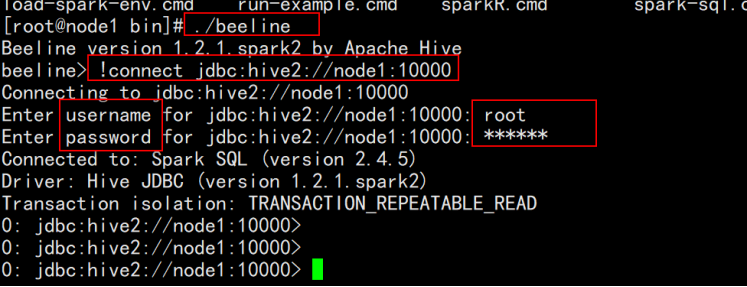 load-spark-env.cmd run-example.cmd sparkR.cmd spark-sql.c
[root@node1 bin]# ./beeline
Beeline version 1.2.1.spark2 by Apache Hive
beeline> !connect jdbc:hive2://node1:10000
Connecting to jdbc:hive2://node1:10000
Enter username for jdbc:hive2://node1:10000: root
Enter password for jdbc:hive2://node1:10000: ******
Connected to: Spark SQL (version 2.4.5)
Driver: Hive JDBC (version 1.2.1.spark2)
Transaction isolation: TRANSACTION_REPEATABLE_READ
0: jdbc:hive2://node1:10000>
0: jdbc:hive2://node1:10000>
0: jdbc:hive2://node1:10000>